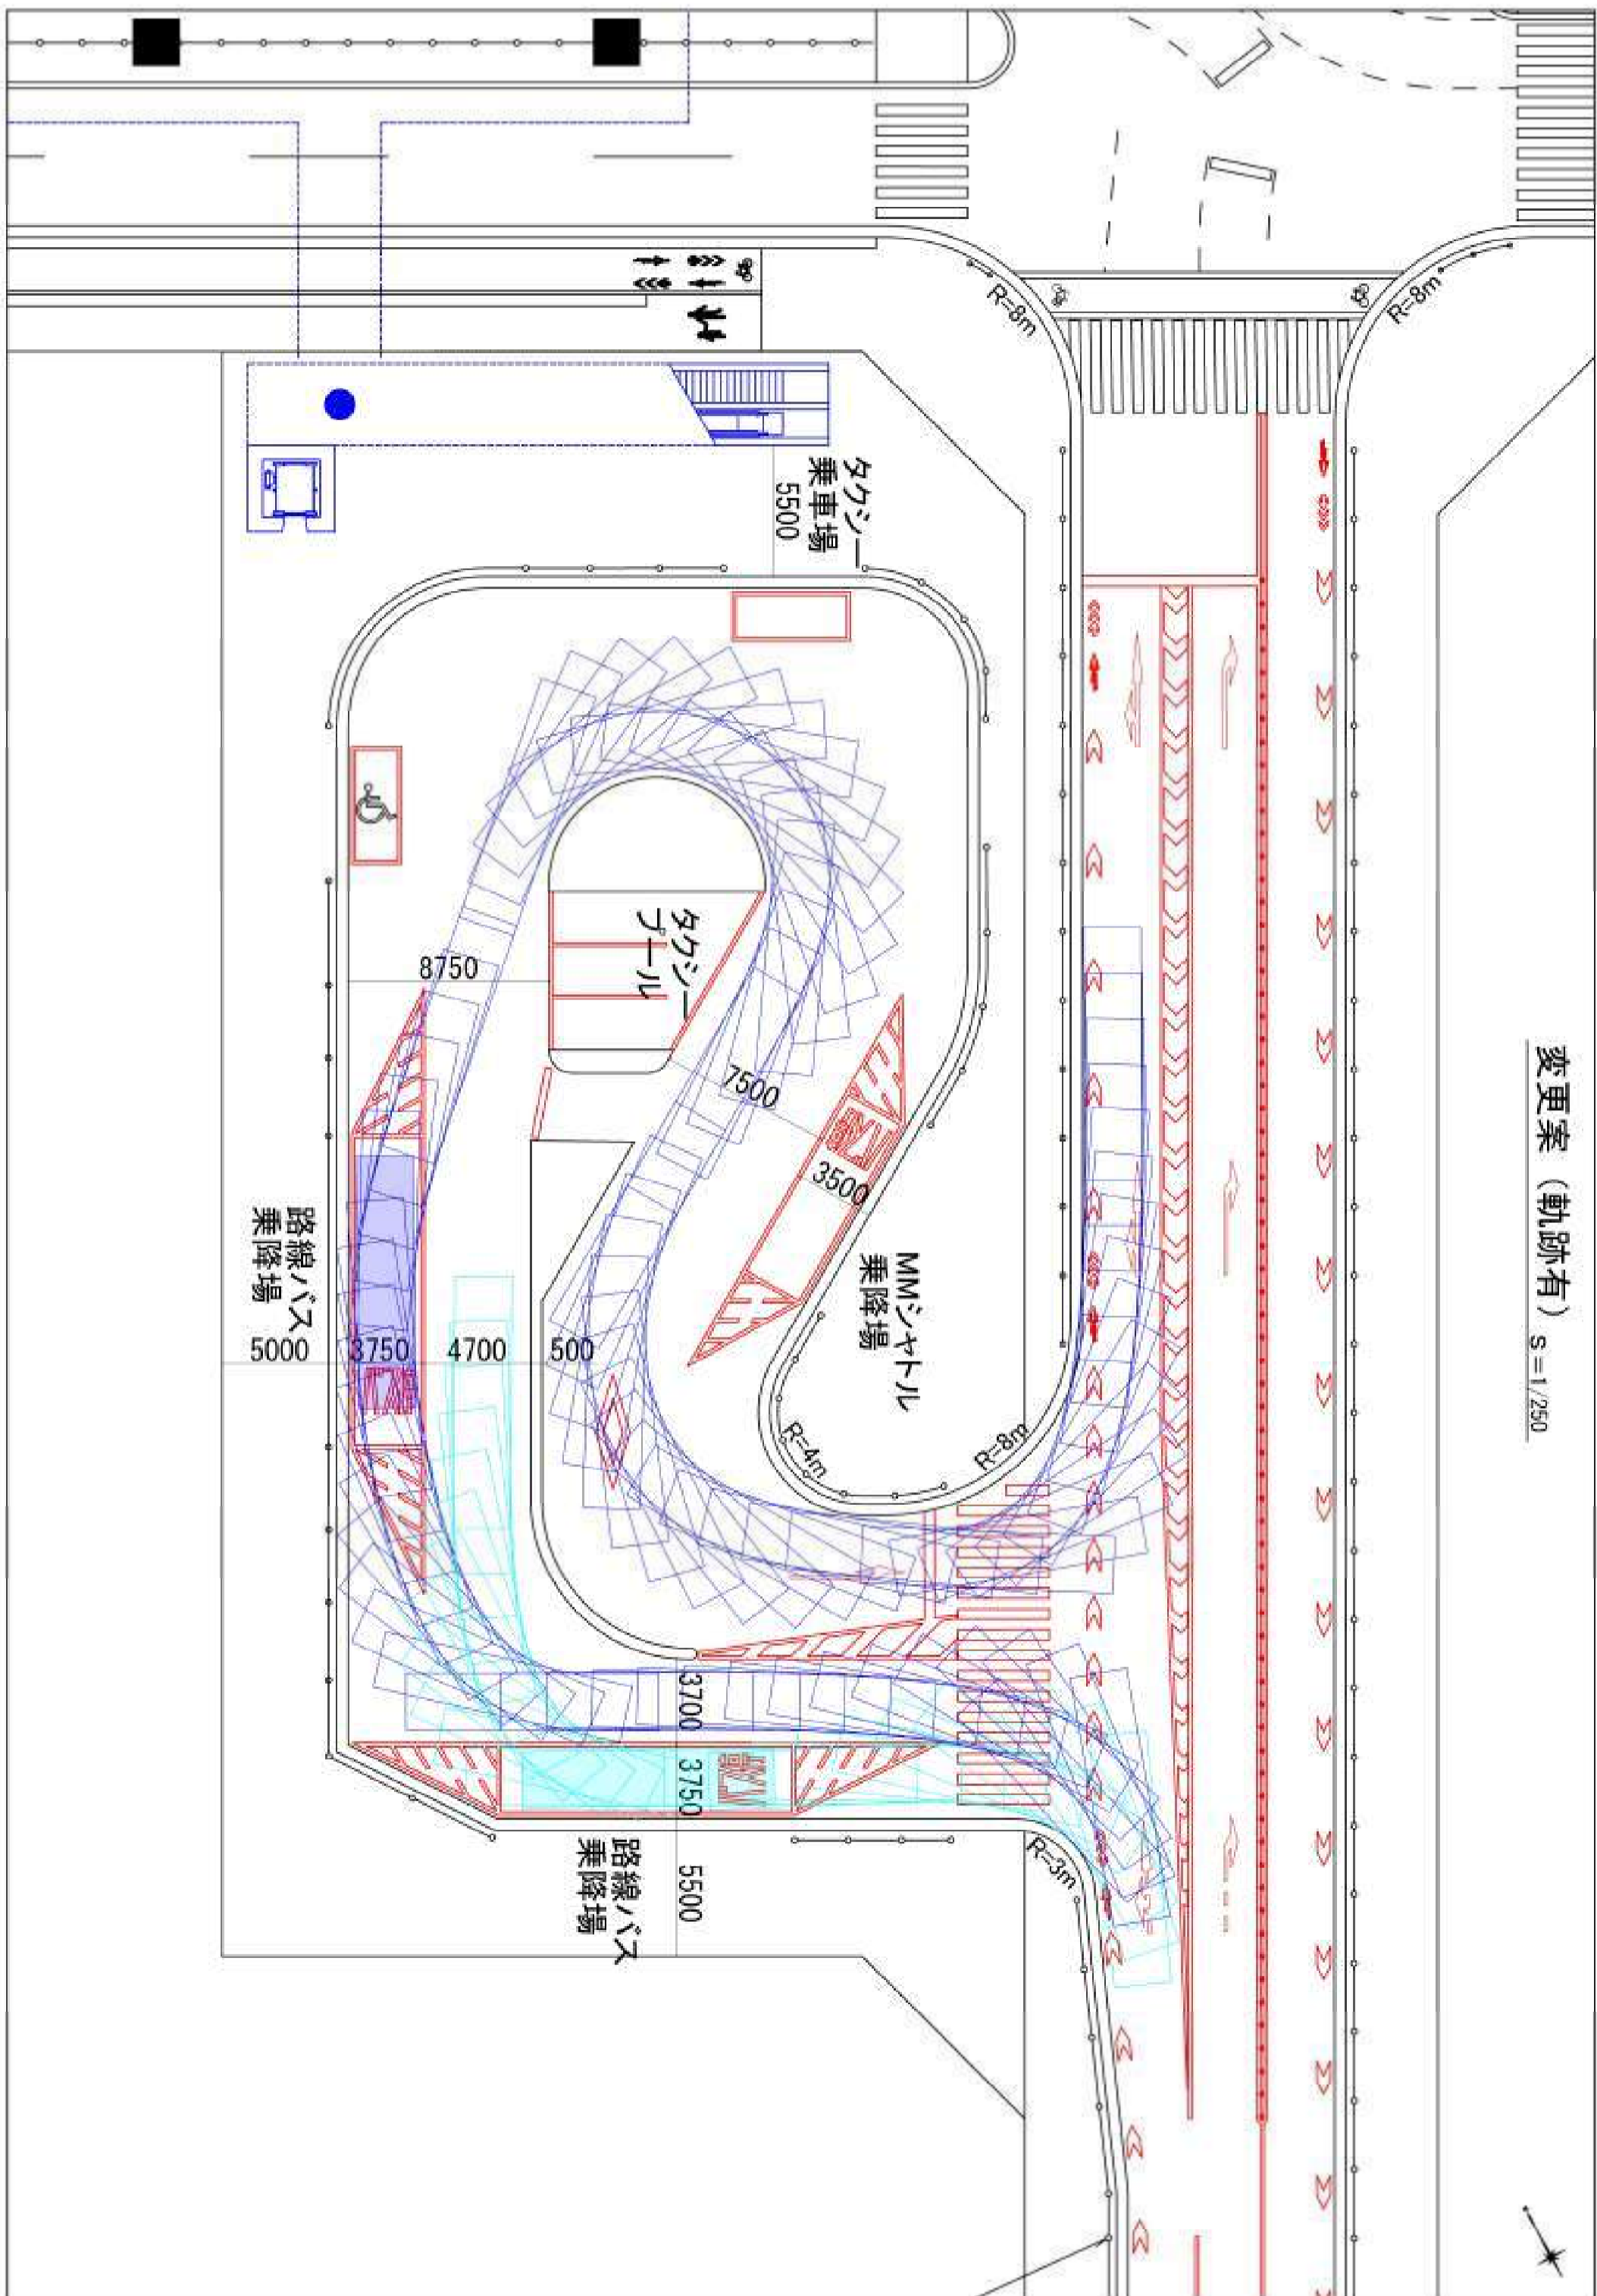 変更案（軌跡有） S=1/250
R=8m
R=8m
タクシー
乗車場
5500
タクシー
プール
8750
7500
3500
MMシャトル
乗降場
路線バス
乗降場
5000
3750
4700
500
R=4m
R=8m
3700
3750
5500
路線バス
乗降場
R=3m